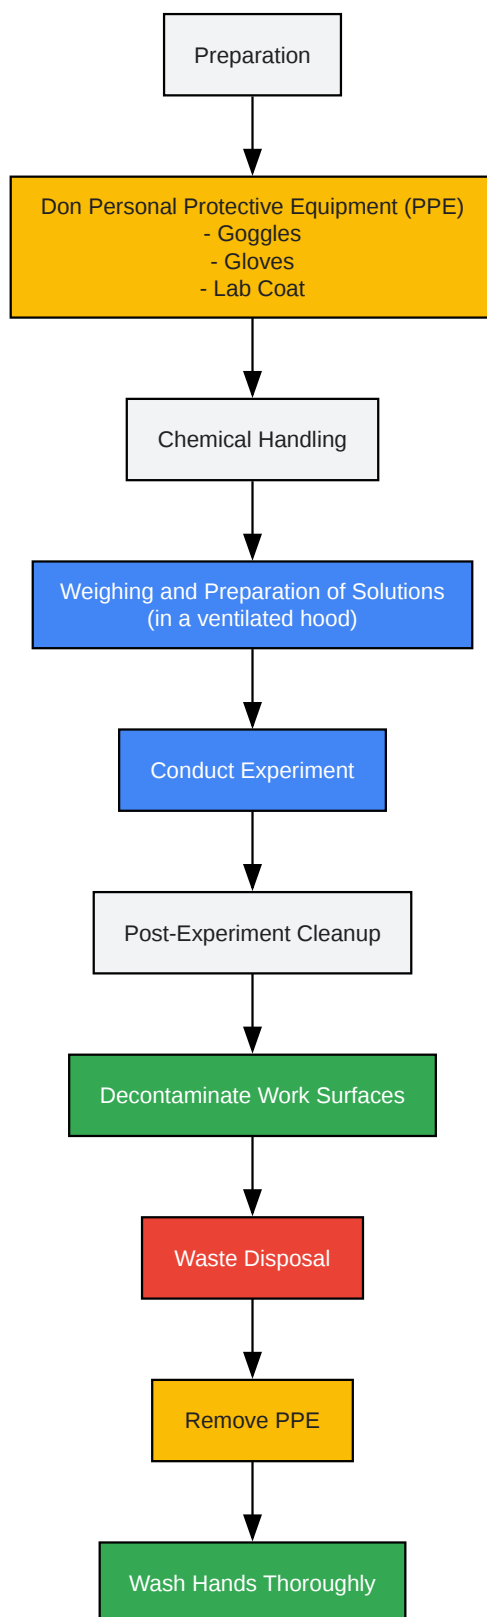 Preparation
Don Personal Protective Equipment (PPE)
- Goggles
- Gloves
- Lab Coat
Chemical Handling
Weighing and Preparation of Solutions
(in a ventilated hood)
Conduct Experiment
Post-Experiment Cleanup
Decontaminate Work Surfaces
Waste Disposal
Remove PPE
Wash Hands Thoroughly